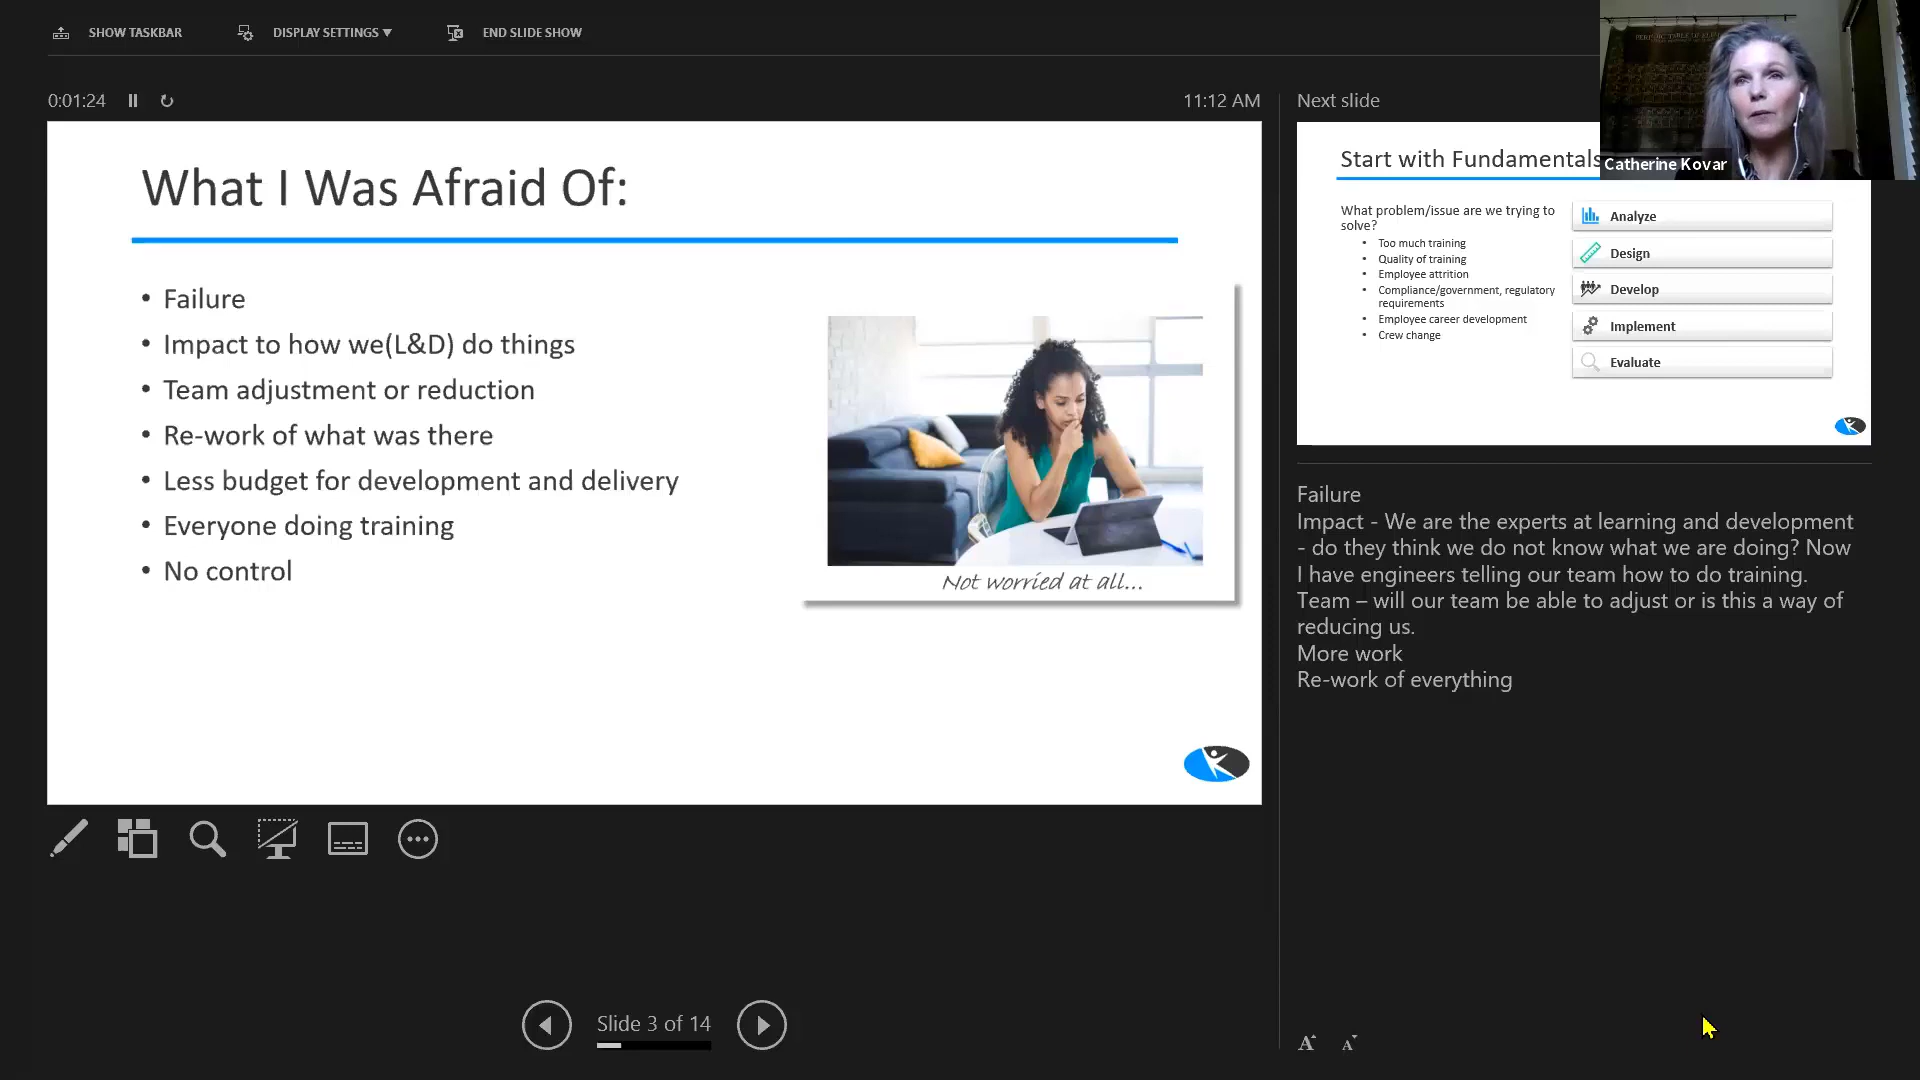 SHOW TASKBAR
DISPLAY SETTINGS
END SLIDE SHOW
0:01:24
11:12 AM
What I Was Afraid Of:
• Failure
• Impact to how we(L&D) do things
• Team adjustment or reduction
• Re-work of what was there
• Less budget for development and delivery
• Everyone doing training
• No control
Not worried at all...
Slide 3 of 14
Next slide
Catherine Kovar
Start with Fundamentals
What problem/issue are we trying to
solve?
• Too much training
• Quality of training
• Employee attrition
• Compliance/government, regulatory
requirements
• Employee career development
• Crew change
Analyze
Design
Develop
Implement
Evaluate
Failure
Impact - We are the experts at learning and development
- do they think we do not know what we are doing? Now
I have engineers telling our team how to do training.
Team – will our team be able to adjust or is this a way of
reducing us.
More work
Re-work of everything
A A